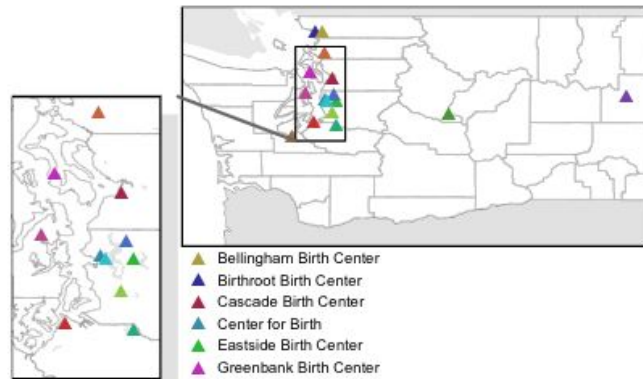 Bellingham Birth Center
Birthroot Birth Center
Cascade Birth Center
Center for Birth
Eastside Birth Center
Greenbank Birth Center